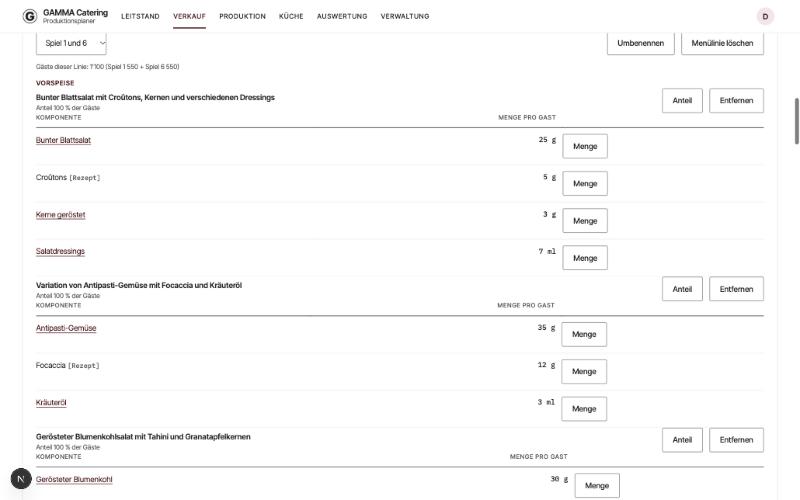 GAMMA Catering
Produktionsplaner
LEITSTAND VERKAUF PRODUKTION KÜCHE AUSWERTUNG VERWALTUNG
D
Spiel 1 und 6
Umbenennen Menülinie löschen
Gäste dieser Linie: 1'100 (Spiel 1 550 + Spiel 6 550)
VORSPEISE
Bunter Blattsalat mit Croûtons, Kernen und verschiedenen Dressings
Anteil 100 % der Gäste
Anteil Entfernen
KOMPONENTE MENGE PRO GAST
Bunter Blattsalat 25 g Menge
Croûtons [Rezept] 5 g Menge
Kerne geröstet 3 g Menge
Salatdressings 7 ml Menge
Variation von Antipasti-Gemüse mit Focaccia und Kräuteröl
Anteil 100 % der Gäste
Anteil Entfernen
KOMPONENTE MENGE PRO GAST
Antipasti-Gemüse 35 g Menge
Focaccia [Rezept] 12 g Menge
Kräuteröl 3 ml Menge
Gerösteter Blumenkohlsalat mit Tahini und Granatapfelkernen
Anteil 100 % der Gäste
Anteil Entfernen
KOMPONENTE MENGE PRO GAST
Gerösteter Blumenkohl 30 g Menge
N